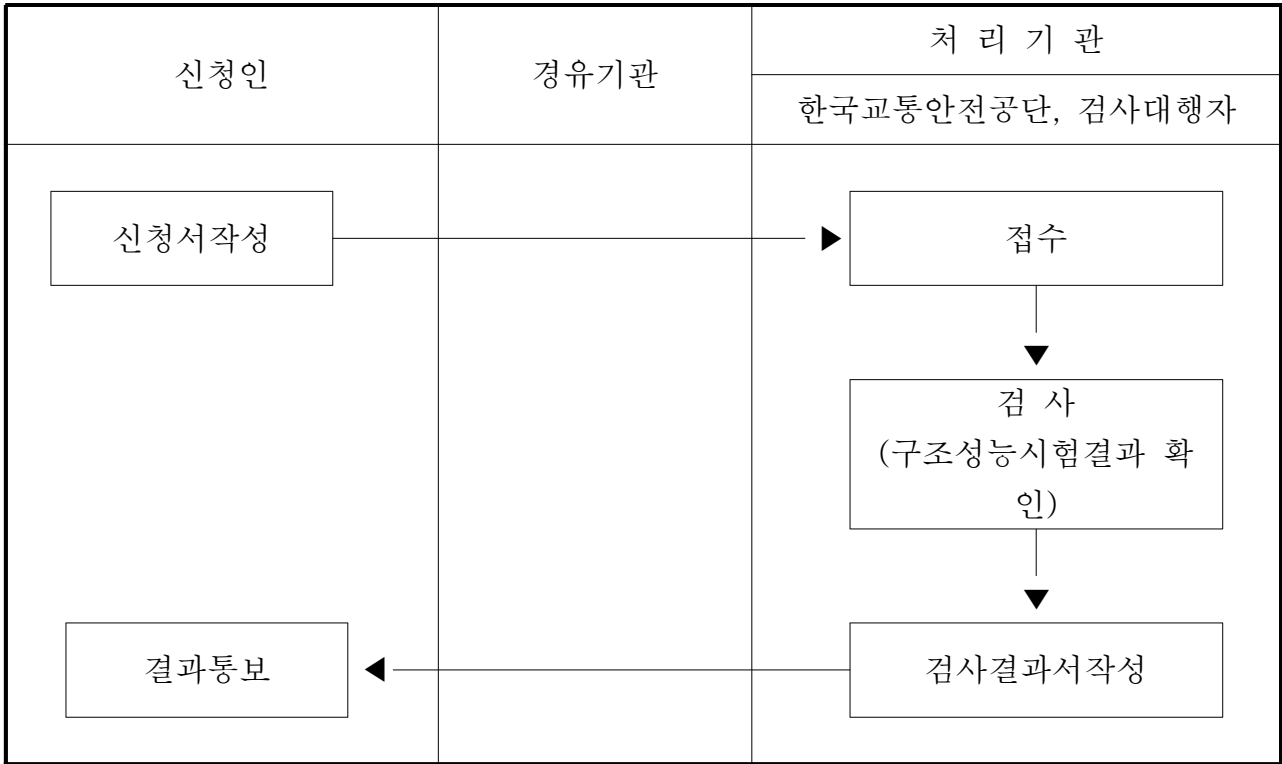 신청인
경유기관
처 리 기 관
한국교통안전공단, 검사대행자
신청서작성
접수
검 사
(구조성능시험결과 확
인)
결과통보
검사결과서작성